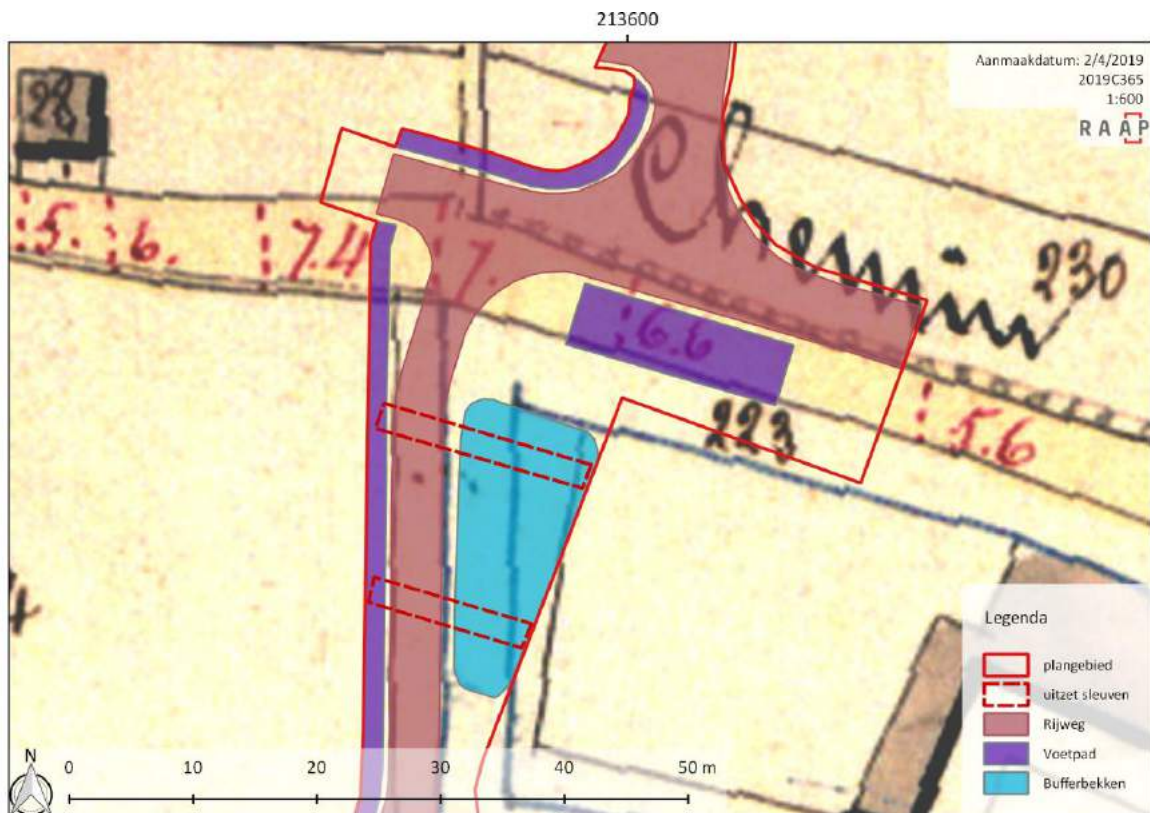 213600
Aanmaakdatum: 2/4/2019
2019C365
1:600
RAAP
28
Chemin
230
5.
6.
7.4
7.
6.6
223
5.6
4
Legenda
plangebied
uitzet sleuven
Rijweg
Voetpad
Bufferbekken
N
0 10 20 30 40 50 m